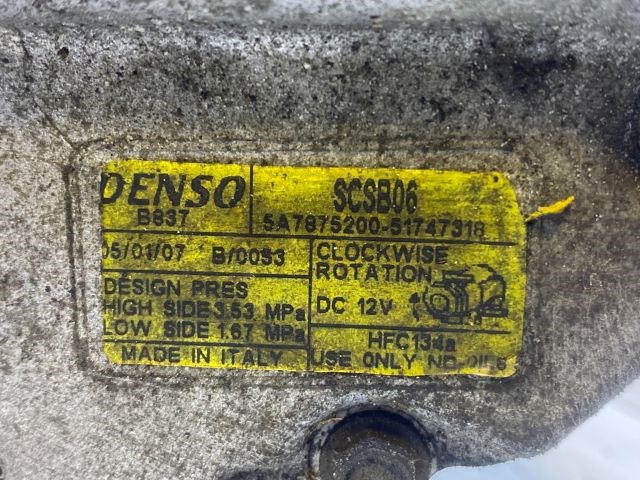 DENSO
B837
SCSB06
5A7875200-51747318
05/01/07 B/0053
CLOCKWISE
ROTATION
DESIGN PRES
HIGH SIDE 3.53 MPa
LOW SIDE 1.67 MPa
DC 12V
HFC134a
MADE IN ITALY
USE ONLY ND-OIL 8